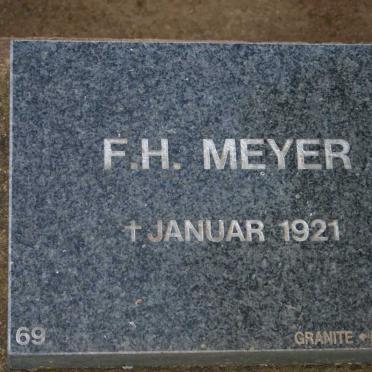 F.H. MEYER
† JANUAR 1921
69 GRANITE